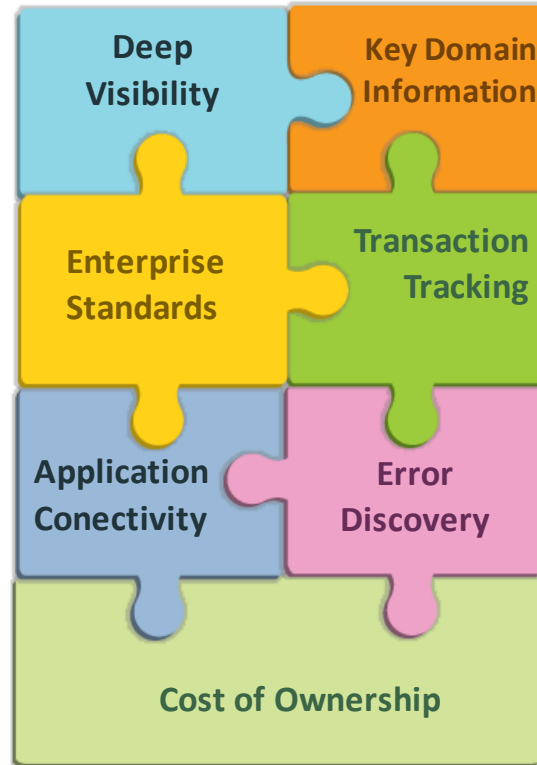 Deep
Visibility
Key Domain
Information
Enterprise
Standards
Transaction
Tracking
Application
Conectivity
Error
Discovery
Cost of Ownership